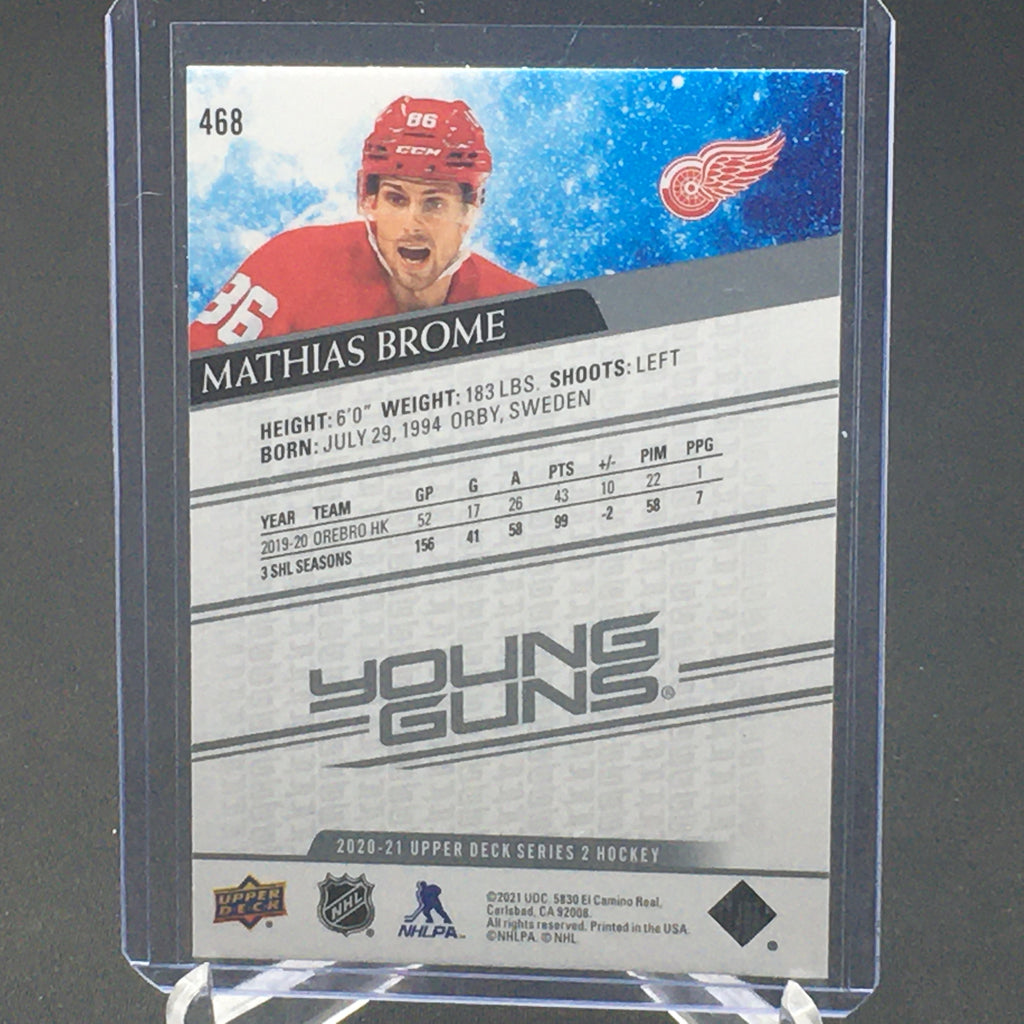 468
86
CCM
86
MATHIAS BROME
HEIGHT: 6'0" WEIGHT: 183 LBS. SHOOTS: LEFT
BORN: JULY 29, 1994 ORBY, SWEDEN
YEAR TEAM GP G A PTS +/- PIM PPG
2019-20 OREBRO HK 52 17 26 43 10 22 1
3 SHL SEASONS 156 41 58 99 -2 58 7
YOUNG
GUNS®
2020-21 UPPER DECK SERIES 2 HOCKEY
UPPER
DECK®
NHL®
NHLPA™
©2021 UDC. 5830 El Camino Real,
Carlsbad, CA 92008.
All rights reserved. Printed in the USA.
©NHLPA. © NHL
®